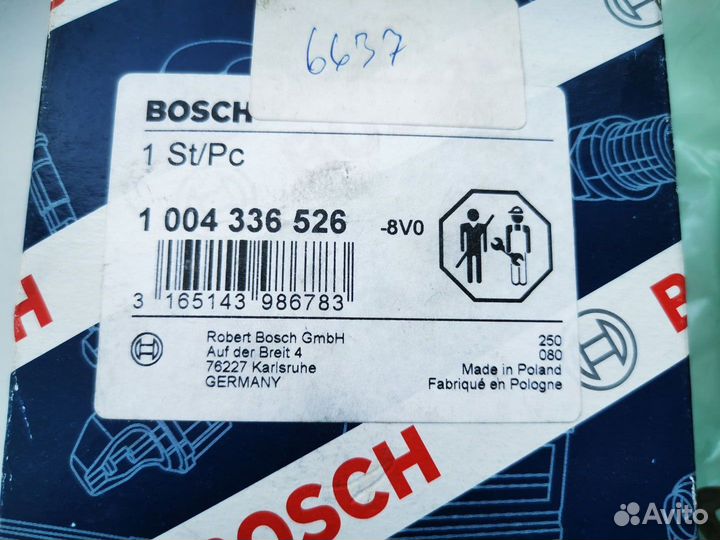 6637
BOSCH
1 St/Pc
1 004 336 526
-8V0
3 165143 986783
Robert Bosch GmbH
Auf der Breit 4
76227 Karlsruhe
GERMANY
250
080
Made in Poland
Fabriqué en Pologne
BOSCH
Avito